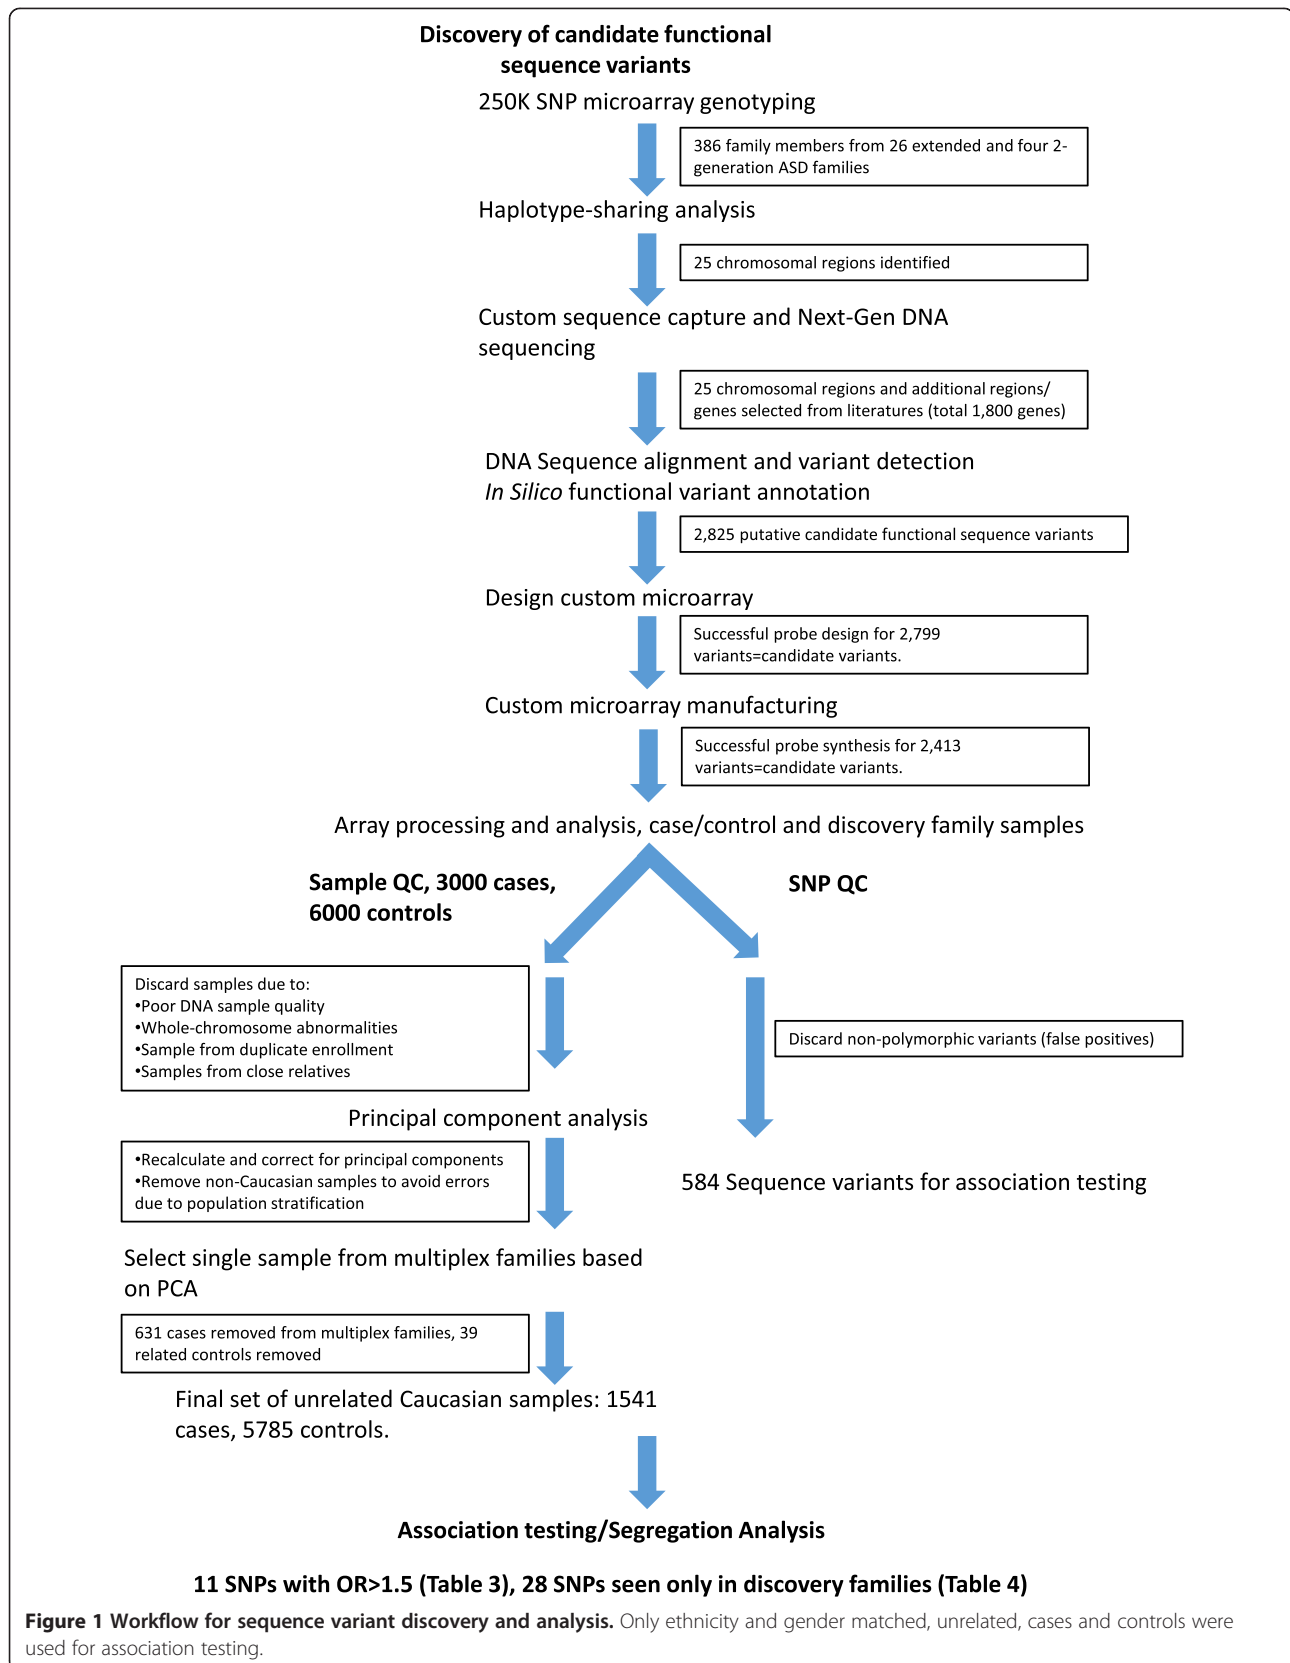 Discovery of candidate functional
sequence variants
250K SNP microarray genotyping
386 family members from 26 extended and four 2-
generation ASD families
Haplotype-sharing analysis
25 chromosomal regions identified
Custom sequence capture and Next-Gen DNA
sequencing
25 chromosomal regions and additional regions/
genes selected from literatures (total 1,800 genes)
DNA Sequence alignment and variant detection
In Silico functional variant annotation
2,825 putative candidate functional sequence variants
Design custom microarray
Successful probe design for 2,799
variants=candidate variants.
Custom microarray manufacturing
Successful probe synthesis for 2,413
variants=candidate variants.
Array processing and analysis, case/control and discovery family samples
Sample QC, 3000 cases,
6000 controls
SNP QC
Discard samples due to:
•Poor DNA sample quality
•Whole-chromosome abnormalities
•Sample from duplicate enrollment
•Samples from close relatives
Discard non-polymorphic variants (false positives)
Principal component analysis
•Recalculate and correct for principal components
•Remove non-Caucasian samples to avoid errors
due to population stratification
584 Sequence variants for association testing
Select single sample from multiplex families based
on PCA
631 cases removed from multiplex families, 39
related controls removed
Final set of unrelated Caucasian samples: 1541
cases, 5785 controls.
Association testing/Segregation Analysis
11 SNPs with OR>1.5 (Table 3), 28 SNPs seen only in discovery families (Table 4)
Figure 1 Workflow for sequence variant discovery and analysis. Only ethnicity and gender matched, unrelated, cases and controls were
used for association testing.